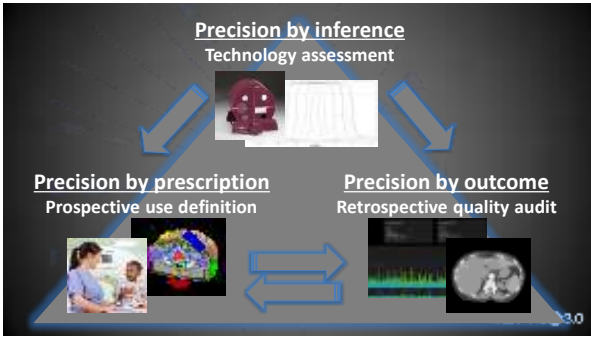 Precision by inference
Technology assessment
Precision by prescription
Prospective use definition
Precision by outcome
Retrospective quality audit